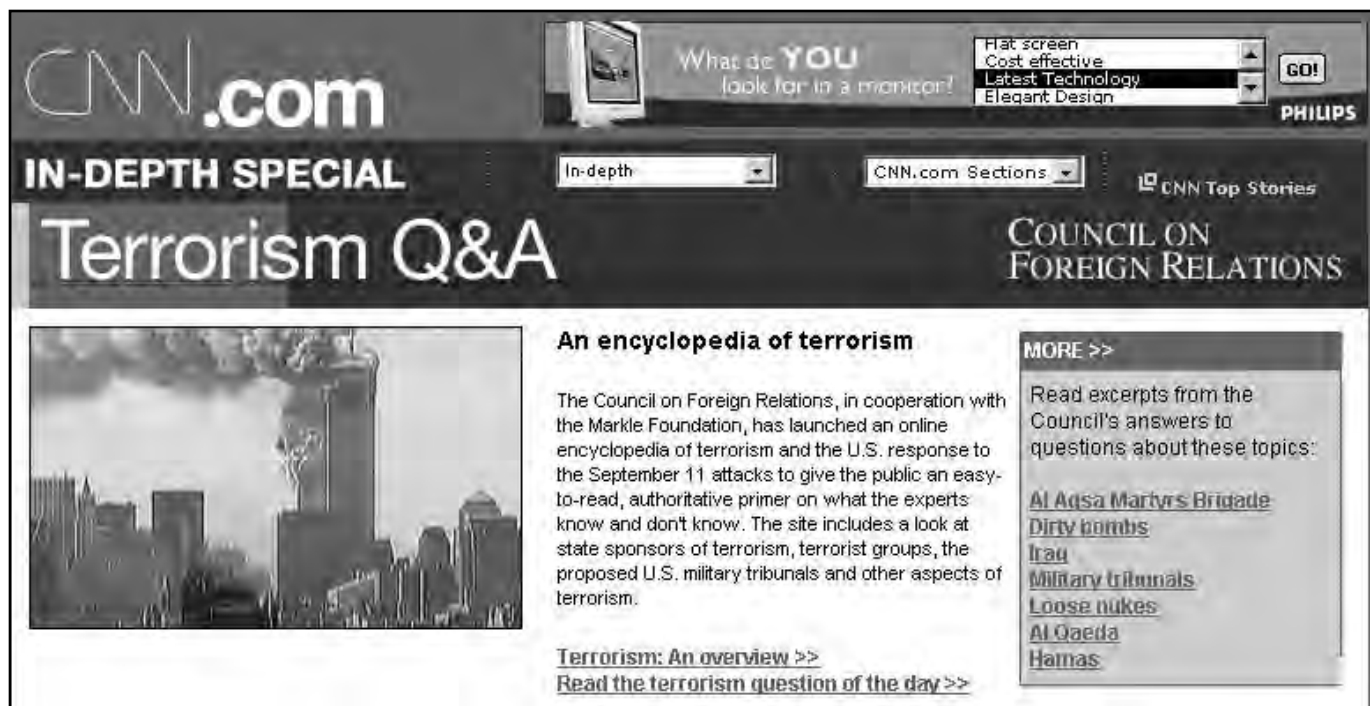 CNN.com
What do YOU
look for in a monitor?
Flat screen
Cost effective
Latest Technology
Elegant Design
GO!
PHILIPS
IN-DEPTH SPECIAL
In-depth
CNN.com Sections
CNN Top Stories
Terrorism Q&A
COUNCIL ON
FOREIGN RELATIONS
An encyclopedia of terrorism
The Council on Foreign Relations, in cooperation with
the Markle Foundation, has launched an online
encyclopedia of terrorism and the U.S. response to
the September 11 attacks to give the public an easy-
to-read, authoritative primer on what the experts
know and don't know. The site includes a look at
state sponsors of terrorism, terrorist groups, the
proposed U.S. military tribunals and other aspects of
terrorism.
Terrorism: An overview >>
Read the terrorism question of the day >>
MORE >>
Read excerpts from the
Council's answers to
questions about these topics:
Al Aqsa Martyrs Brigade
Dirty bombs
Iraq
Military tribunals
Loose nukes
Al Qaeda
Hamas